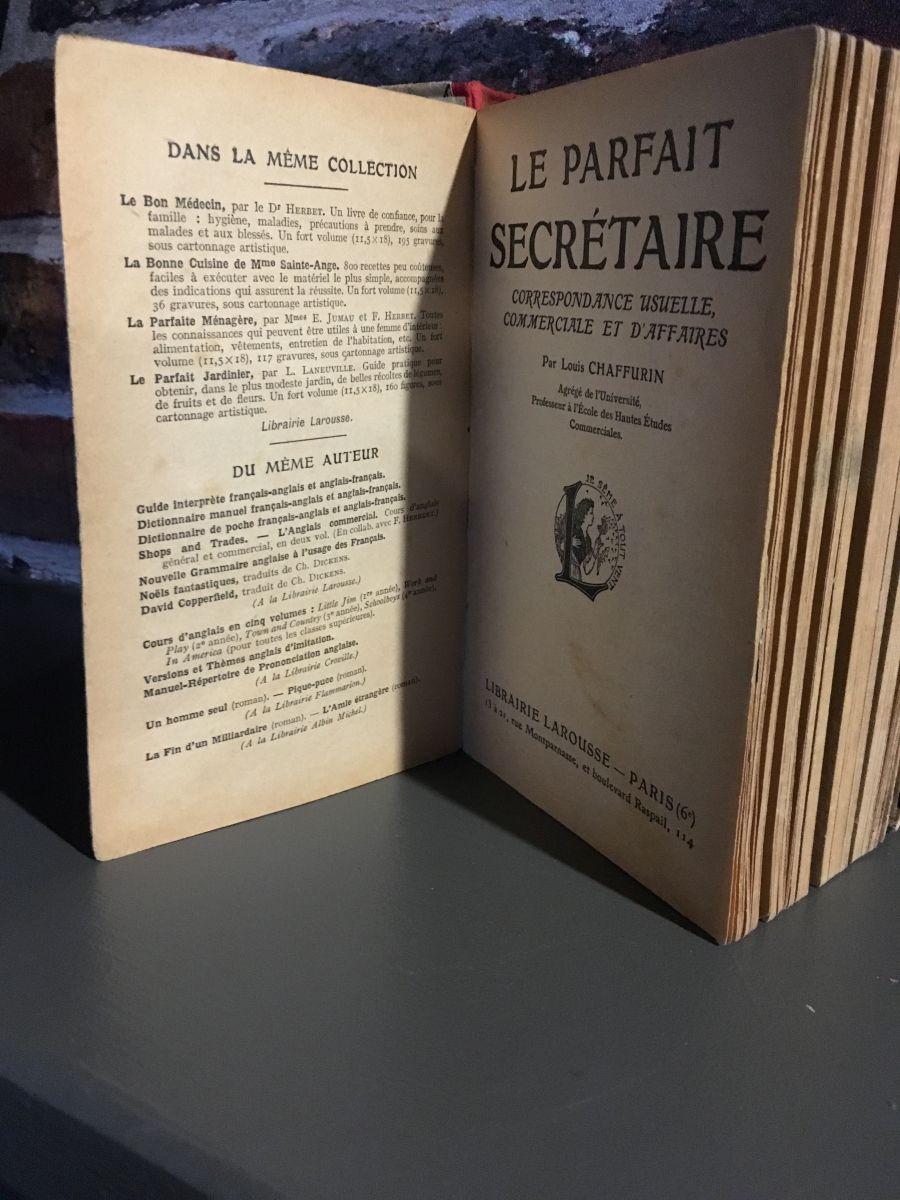 DANS LA MÊME COLLECTION
Le Bon Médecin, par le Dr HERBET. Un livre de confiance, pour la
famille : hygiène, maladies, précautions à prendre, soins aux
malades et aux blessés. Un fort volume (11,5×18), 195 gravures,
sous cartonnage artistique.
La Bonne Cuisine de Mme Sainte-Ange. 800 recettes peu coûteuses,
faciles à exécuter avec le matériel le plus simple, accompagnées
des indications qui assurent la réussite. Un fort volume (11,5×18),
36 gravures, sous cartonnage artistique.
La Parfaite Ménagère, par Mmes E. JUMAU et F. HERBET. Toutes
les connaissances qui peuvent être utiles à une femme d'intérieur :
alimentation, vêtements, entretien de l'habitation, etc. Un fort
volume (11,5×18), 117 gravures, sous cartonnage artistique.
Le Parfait Jardinier, par L. LANEUVILLE. Guide pratique pour
obtenir, dans le plus modeste jardin, de belles récoltes de légumes,
de fruits et de fleurs. Un fort volume (11,5×18), 160 figures, sous
cartonnage artistique.
Librairie Larousse.
DU MÊME AUTEUR
Guide interprète français-anglais et anglais-français.
Dictionnaire manuel français-anglais et anglais-français.
Dictionnaire de poche français-anglais et anglais-français.
Shops and Trades. — L'Anglais commercial. Cours d'anglais
général et commercial, en deux vol. (En collab. avec F. HERBERT.)
Nouvelle Grammaire anglaise à l'usage des Français.
Noëls fantastiques, traduits de Ch. DICKENS.
David Copperfield, traduit de Ch. DICKENS.
(A la Librairie Larousse.)
Cours d'anglais en cinq volumes : Little Jim (1re année), Work and
Play (2e année), Town and Country (3e année), Schoolboys (4e année),
In America (pour toutes les classes supérieures).
Versions et Thèmes anglais d'imitation.
Manuel-Répertoire de Prononciation anglaise.
(A la Librairie Croville.)
Un homme seul (roman). — Pique-puce (roman).
(A la Librairie Flammarion.)
La Fin d'un Milliardaire (roman). — L'Amie étrangère (roman).
(A la Librairie Albin Michel.)
LE PARFAIT
SECRÉTAIRE
CORRESPONDANCE USUELLE,
COMMERCIALE ET D'AFFAIRES
Par Louis CHAFFURIN
Agrégé de l'Université,
Professeur à l'École des Hautes Études
Commerciales.
JE SÈME A TOUT VENT
LIBRAIRIE LAROUSSE — PARIS (6e)
13 à 21, rue Montparnasse, et boulevard Raspail, 114